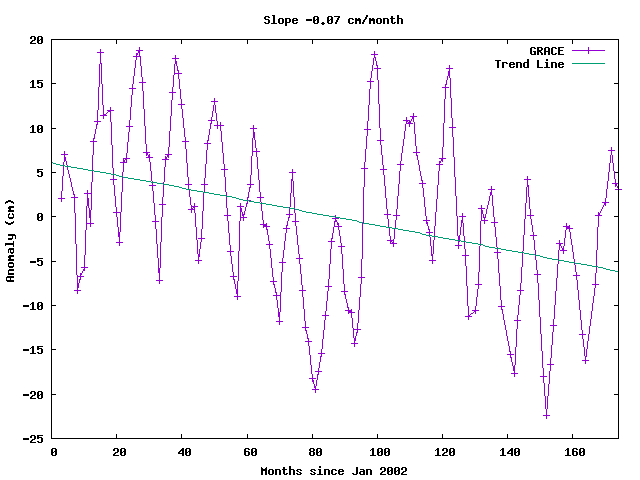 Slope -0.07 cm/month
GRACE
Trend Line
20
15
10
5
0
-5
-10
-15
-20
-25
Anomaly (cm)
0 20 40 60 80 100 120 140 160
Months since Jan 2002